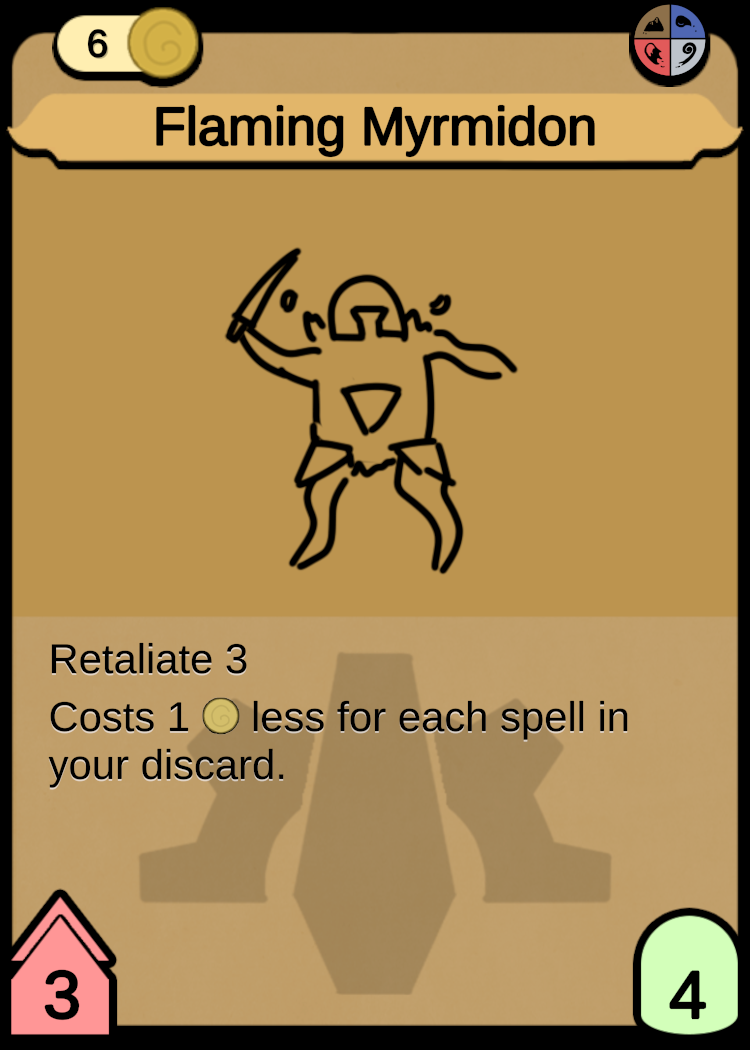 6
Flaming Myrmidon
Retaliate 3
Costs 1 less for each spell in
your discard.
3
4